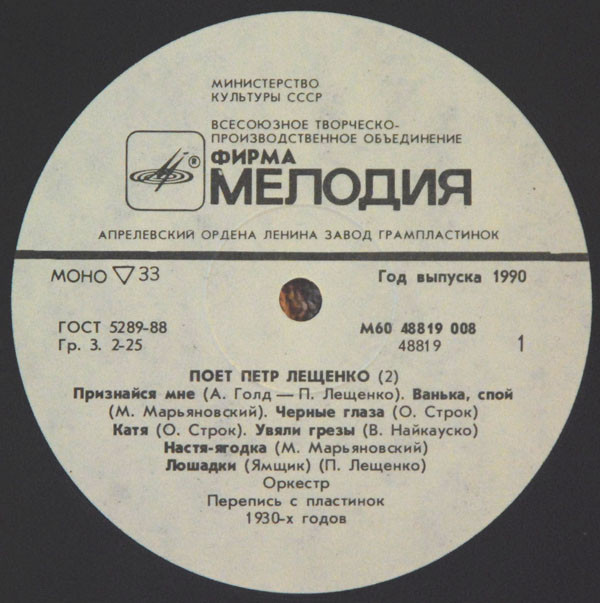 МИНИСТЕРСТВО
КУЛЬТУРЫ СССР
ВСЕСОЮЗНОЕ ТВОРЧЕСКО-
ПРОИЗВОДСТВЕННОЕ ОБЪЕДИНЕНИЕ
® ФИРМА
МЕЛОДИЯ
АПРЕЛЕВСКИЙ ОРДЕНА ЛЕНИНА ЗАВОД ГРАМПЛАСТИНОК
МОНО ▽ 33 Год выпуска 1990
ГОСТ 5289-88 М60 48819 008
Гр. 3. 2-25 48819 1
ПОЕТ ПЕТР ЛЕЩЕНКО (2)
Признайся мне (А. Голд — П. Лещенко). Ванька, спой
(М. Марьяновский). Черные глаза (О. Строк)
Катя (О. Строк). Увяли грезы (В. Найкауско)
Настя-ягодка (М. Марьяновский)
Лошадки (Ямщик) (П. Лещенко)
Оркестр
Перепись с пластинок
1930-х годов